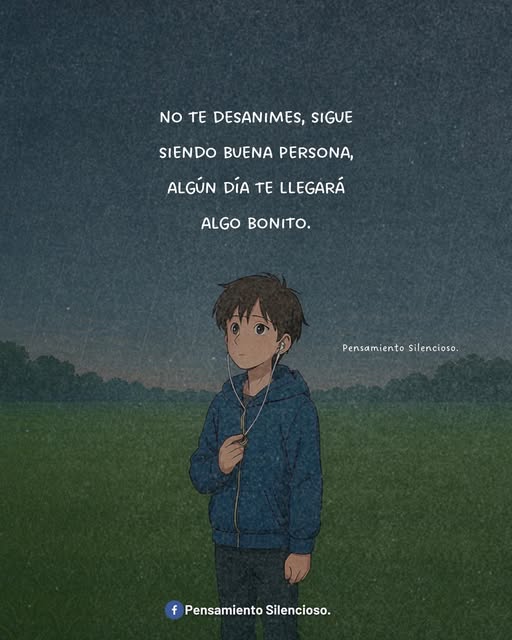 NO TE DESANIMES, SIGUE
SIENDO BUENA PERSONA,
ALGÚN DÍA TE LLEGARÁ
ALGO BONITO.
Pensamiento Silencioso.
Pensamiento Silencioso.